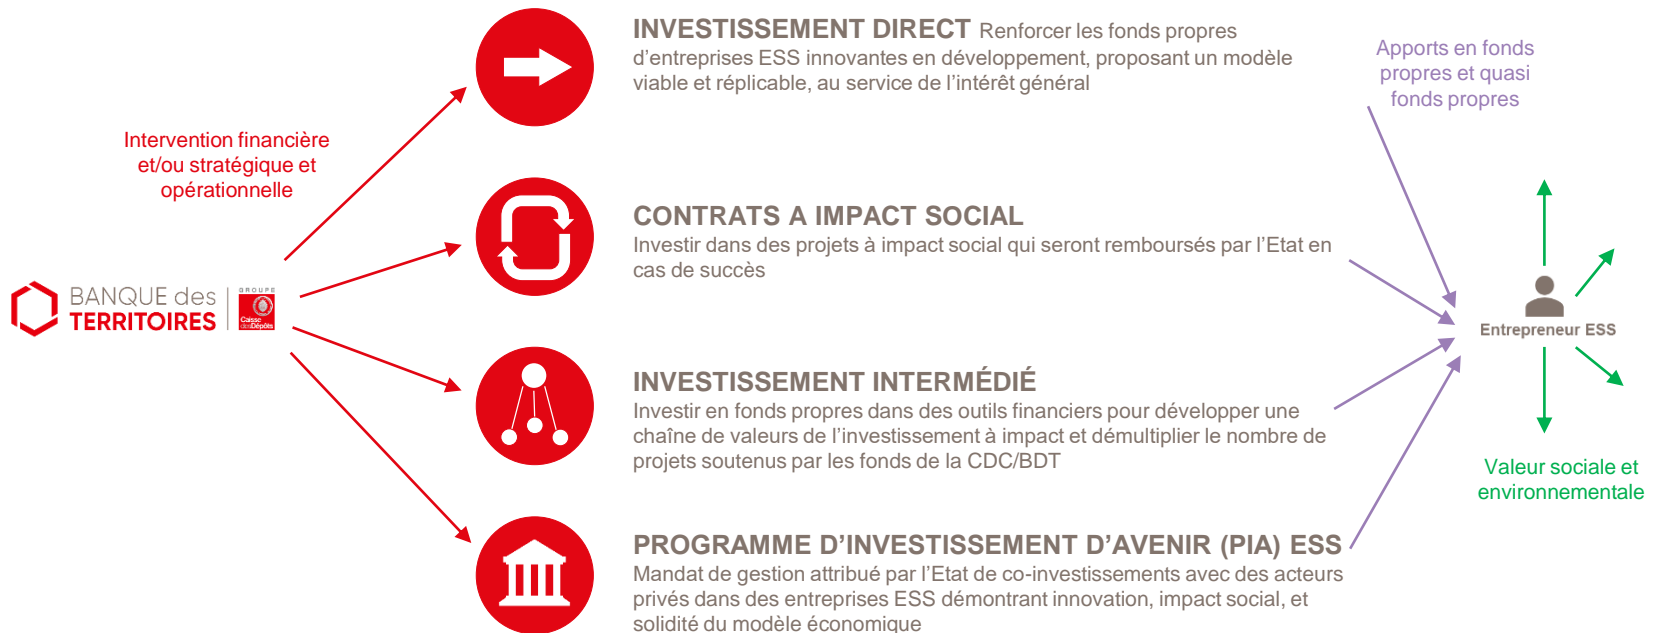 INVESTISSEMENT DIRECT Renforcer les fonds propres
d’entreprises ESS innovantes en développement, proposant un modèle
viable et réplicable, au service de l’intérêt général
Apports en fonds
propres et quasi
fonds propres
Intervention financière
et/ou stratégique et
opérationnelle
CONTRATS A IMPACT SOCIAL
Investir dans des projets à impact social qui seront remboursés par l’Etat en
cas de succès
BANQUE des
TERRITOIRES
GROUPE
Caisse
desDépôts
Entrepreneur ESS
INVESTISSEMENT INTERMÉDIÉ
Investir en fonds propres dans des outils financiers pour développer une
chaîne de valeurs de l’investissement à impact et démultiplier le nombre de
projets soutenus par les fonds de la CDC/BDT
Valeur sociale et
environnementale
PROGRAMME D’INVESTISSEMENT D’AVENIR (PIA) ESS
Mandat de gestion attribué par l’Etat de co-investissements avec des acteurs
privés dans des entreprises ESS démontrant innovation, impact social, et
solidité du modèle économique